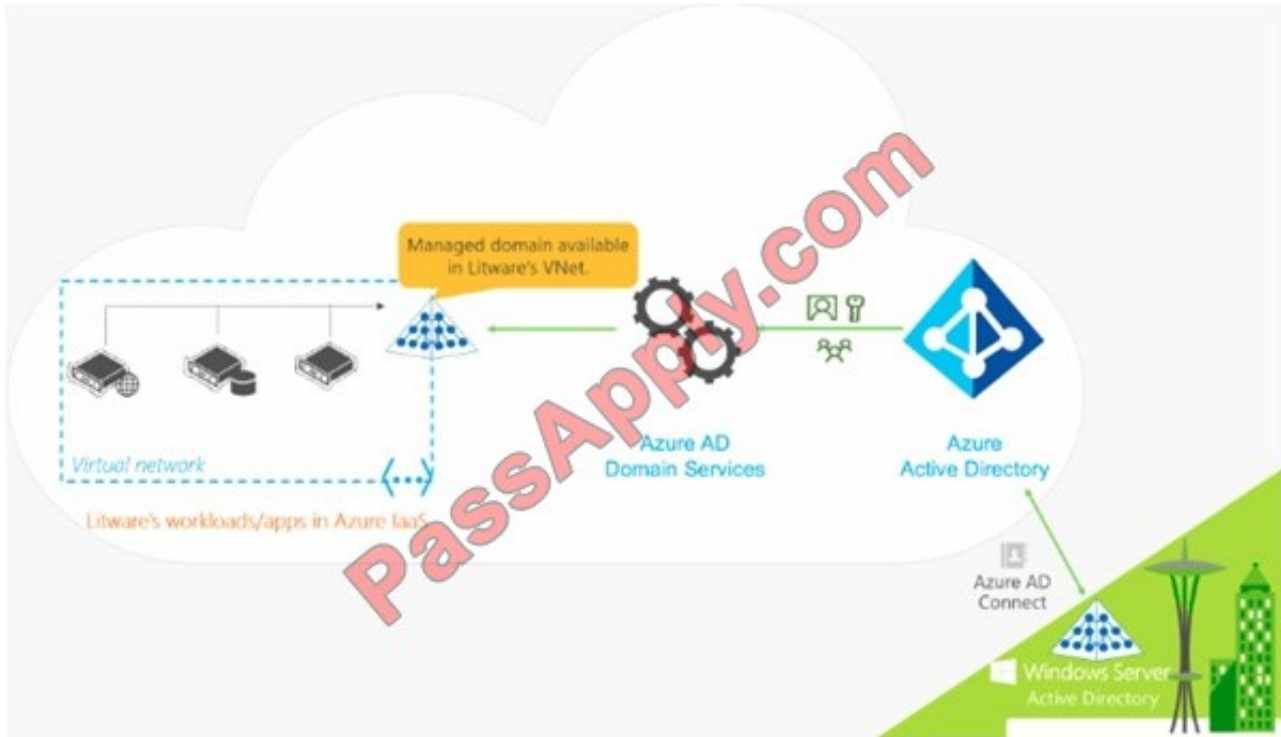 Managed domain available
in Litware's VNet.
Virtual network
Litware's workloads/apps in Azure IaaS
Azure AD
Domain Services
Azure
Active Directory
Azure AD
Connect
Windows Server
Active Directory
PassApply.com